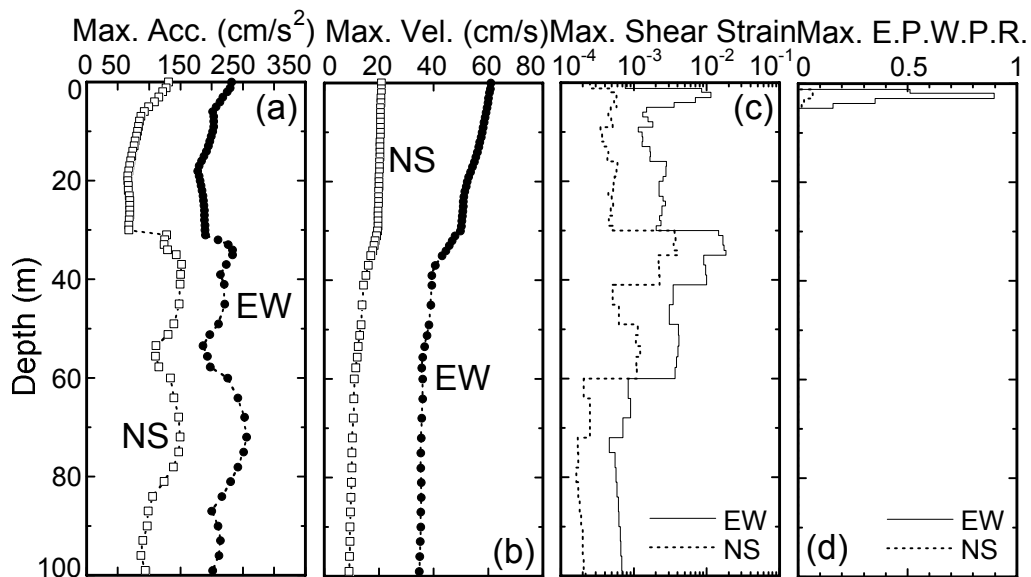 Max. Acc. (cm/s²) Max. Vel. (cm/s) Max. Shear Strain Max. E.P.W.P.R.
0 50 150 250 350 0 20 40 60 80 10⁻⁴ 10⁻³ 10⁻² 10⁻¹ 0 0.5 1
0
20
40
60
80
100
Depth (m)
(a)
EW
NS
NS
EW
(b)
(c)
EW
NS
(d)
EW
NS